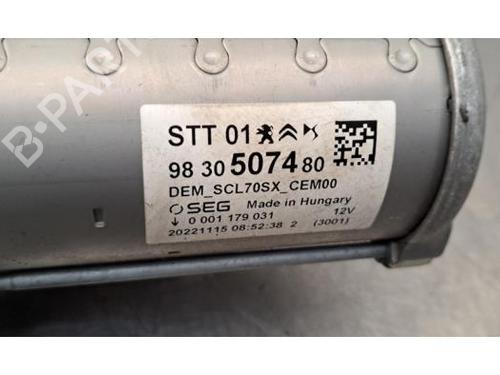 B-PARTS
STT 01
98 30 5074 80
DEM_SCL70SX_CEM00
SEG Made in Hungary
0 001 179 031 12V
20221115 08:52:38 2 (3001)